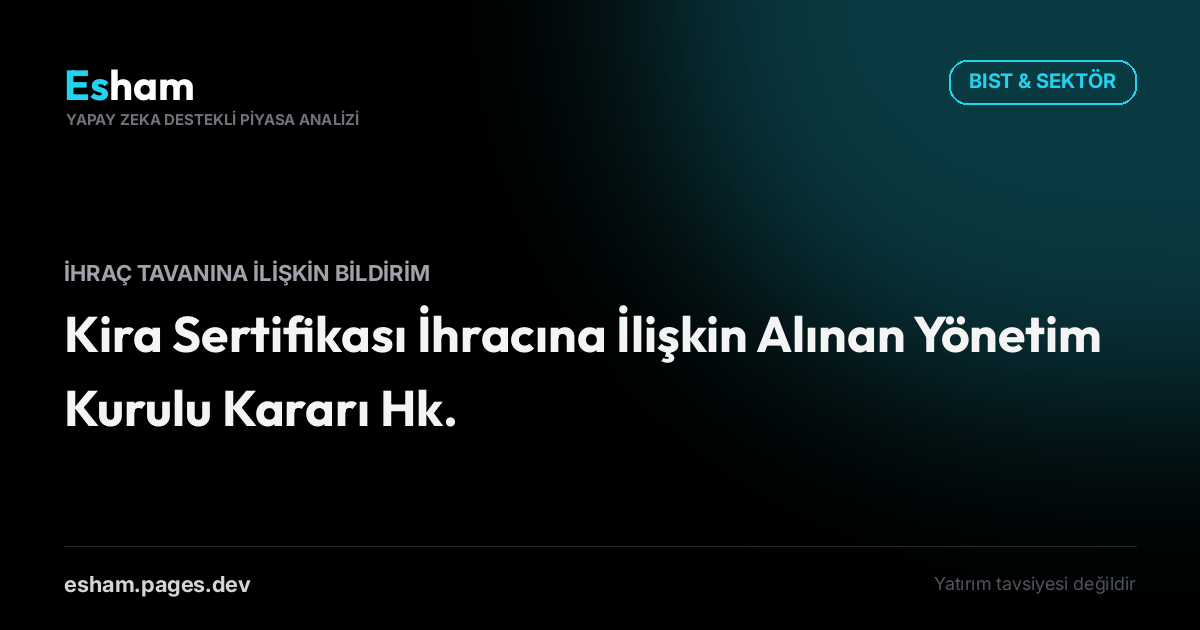 Esham
BIST & SEKTÖR
YAPAY ZEKA DESTEKLİ PİYASA ANALİZİ
İHRAÇ TAVANINA İLİŞKİN BİLDİRİM
Kira Sertifikası İhracına İlişkin Alınan Yönetim
Kurulu Kararı Hk.
esham.pages.dev
Yatırım tavsiyesi değildir